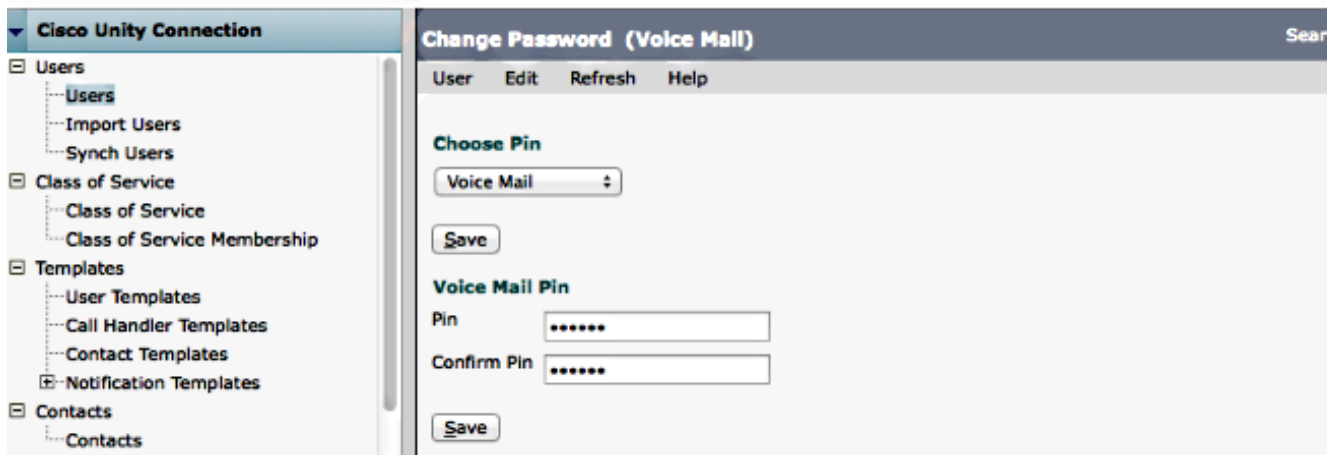 Cisco Unity Connection
Users
Users
Import Users
Synch Users
Class of Service
Class of Service
Class of Service Membership
Templates
User Templates
Call Handler Templates
Contact Templates
Notification Templates
Contacts
Contacts
Change Password (Voice Mail)
Sear
User Edit Refresh Help
Choose Pin
Voice Mail
Save
Voice Mail Pin
Pin ••••••
Confirm Pin ••••••
Save